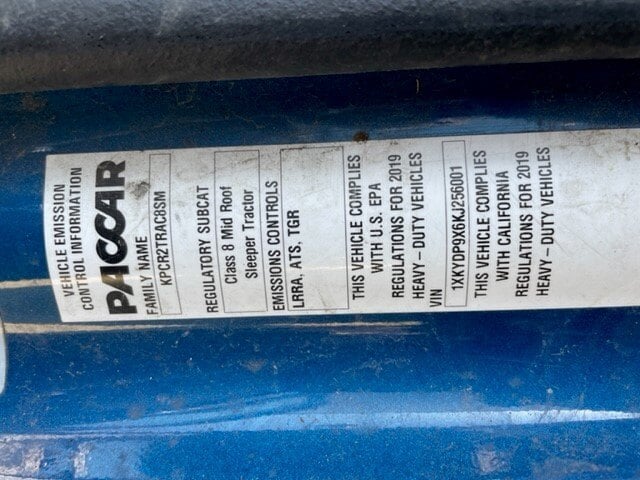 VEHICLE EMISSION
CONTROL INFORMATION
PACCAR
FAMILY NAME
KPCR2TRAC8SM
REGULATORY SUBCAT
Class 8 Mid Roof
Sleeper Tractor
EMISSIONS CONTROLS
LRRA, ATS, TGR
THIS VEHICLE COMPLIES
WITH U.S. EPA
REGULATIONS FOR 2019
HEAVY – DUTY VEHICLES
VIN
1XKYDP9X6KJ256001
THIS VEHICLE COMPLIES
WITH CALIFORNIA
REGULATIONS FOR 2019
HEAVY – DUTY VEHICLES